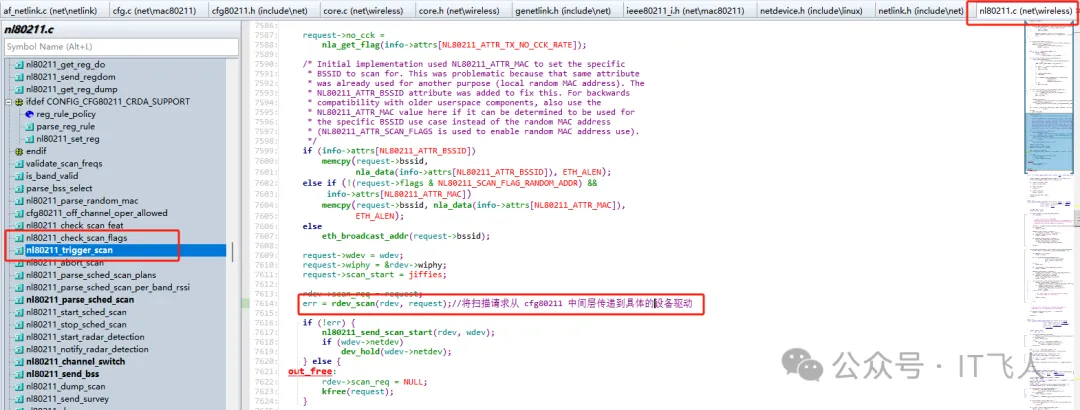 af_netlink.c (net\netlink)
cfg.c (net\mac80211)
cfg80211.h (include\net)
core.c (net\wireless)
core.h (net\wireless)
genetlink.h (include\net)
ieee80211_i.h (net\mac80211)
netdevice.h (include\linux)
netlink.h (include\net)
nl80211.c (net\wireless)
nl80211.c
Symbol Name (Alt+L)
nl80211_get_reg_do
nl80211_send_regdom
nl80211_get_reg_dump
ifdef CONFIG_CFG80211_CRDA_SUPPORT
reg_rule_policy
parse_reg_rule
nl80211_set_reg
endif
validate_scan_freqs
is_band_valid
parse_bss_select
nl80211_parse_random_mac
cfg80211_off_channel_oper_allowed
nl80211_check_scan_feat
nl80211_check_scan_flags
nl80211_trigger_scan
nl80211_abort_scan
nl80211_parse_sched_scan_plans
nl80211_parse_sched_scan_per_band_rssi
nl80211_parse_sched_scan
nl80211_start_sched_scan
nl80211_stop_sched_scan
nl80211_start_radar_detection
nl80211_notify_radar_detection
nl80211_channel_switch
nl80211_send_bss
nl80211_dump_scan
nl80211_send_survey
7586:
7587: request->no_cck =
7588: nla_get_flag(info->attrs[NL80211_ATTR_TX_NO_CCK_RATE]);
7589:
7590: /* Initial implementation used NL80211_ATTR_MAC to set the specific
7591: * BSSID to scan for. This was problematic because that same attribute
7592: * was already used for another purpose (local random MAC address). The
7593: * NL80211_ATTR_BSSID attribute was added to fix this. For backwards
7594: * compatibility with older userspace components, also use the
7595: * NL80211_ATTR_MAC value here if it can be determined to be used for
7596: * the specific BSSID use case instead of the random MAC address
7597: * (NL80211_ATTR_SCAN_FLAGS is used to enable random MAC address use).
7598: */
7599: if (info->attrs[NL80211_ATTR_BSSID])
7600: memcpy(request->bssid,
7601: nla_data(info->attrs[NL80211_ATTR_BSSID]), ETH_ALEN);
7602: else if (!(request->flags & NL80211_SCAN_FLAG_RANDOM_ADDR) &&
7603: info->attrs[NL80211_ATTR_MAC])
7604: memcpy(request->bssid, nla_data(info->attrs[NL80211_ATTR_MAC]),
7605: ETH_ALEN);
7606: else
7607: eth_broadcast_addr(request->bssid);
7608:
7609: request->wdev = wdev;
7610: request->wiphy = &rdev->wiphy;
7611: request->scan_start = jiffies;
7612:
7613: rdev->scan_req = request;
7614: err = rdev_scan(rdev, request);//将扫描请求从 cfg80211 中间层传递到具体的设备驱动
7615:
7616: if (!err) {
7617: nl80211_send_scan_start(rdev, wdev);
7618: if (wdev->netdev)
7619: dev_hold(wdev->netdev);
7620: } else {
7621: out_free:
7622: rdev->scan_req = NULL;
7623: kfree(request);
7624: }
公众号 · IT飞人